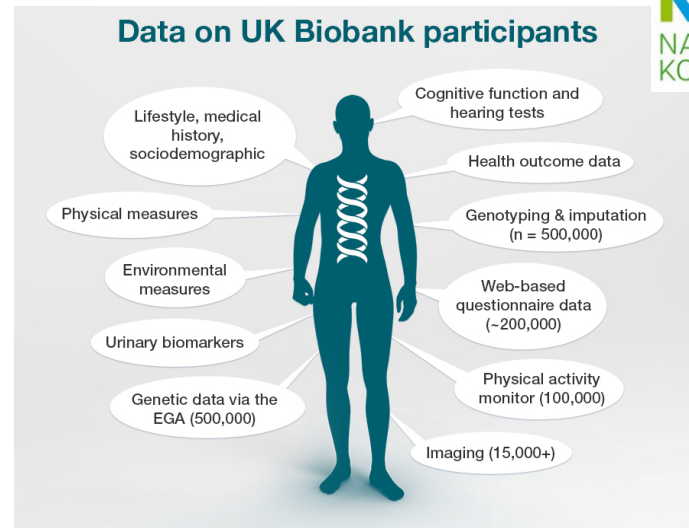 Data on UK Biobank participants
NA
KO
Lifestyle, medical
history,
sociodemographic
Physical measures
Environmental
measures
Urinary biomarkers
Genetic data via the
EGA (500,000)
Cognitive function and
hearing tests
Health outcome data
Genotyping & imputation
(n = 500,000)
Web-based
questionnaire data
(~200,000)
Physical activity
monitor (100,000)
Imaging (15,000+)